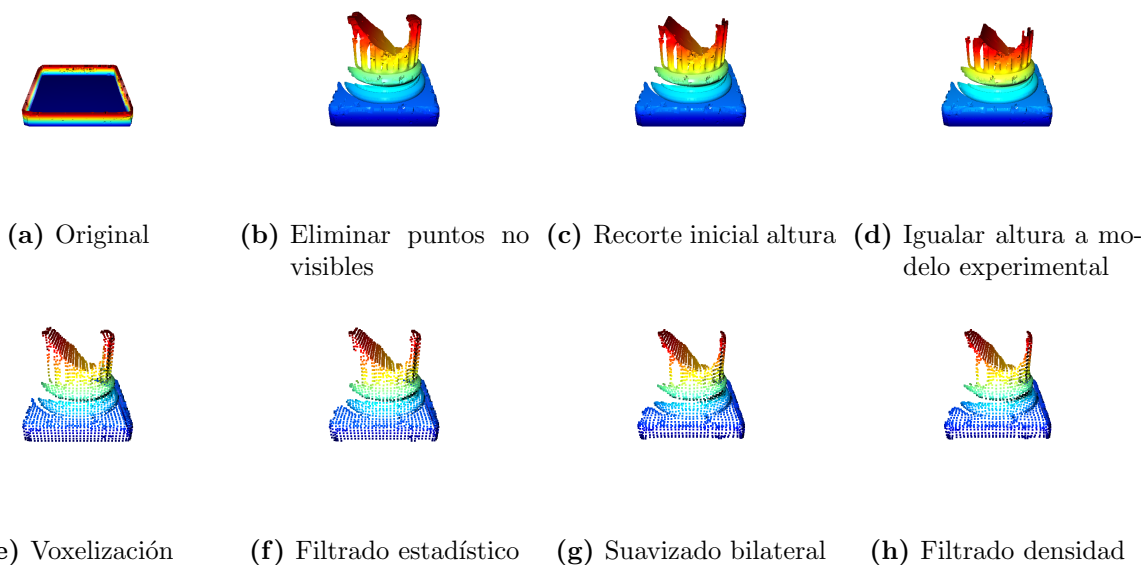 (a) Original
(b) Eliminar puntos no
visibles
(c) Recorte inicial altura
(d) Igualar altura a mo-
delo experimental
e) Voxelización
(f) Filtrado estadístico
(g) Suavizado bilateral
(h) Filtrado densidad